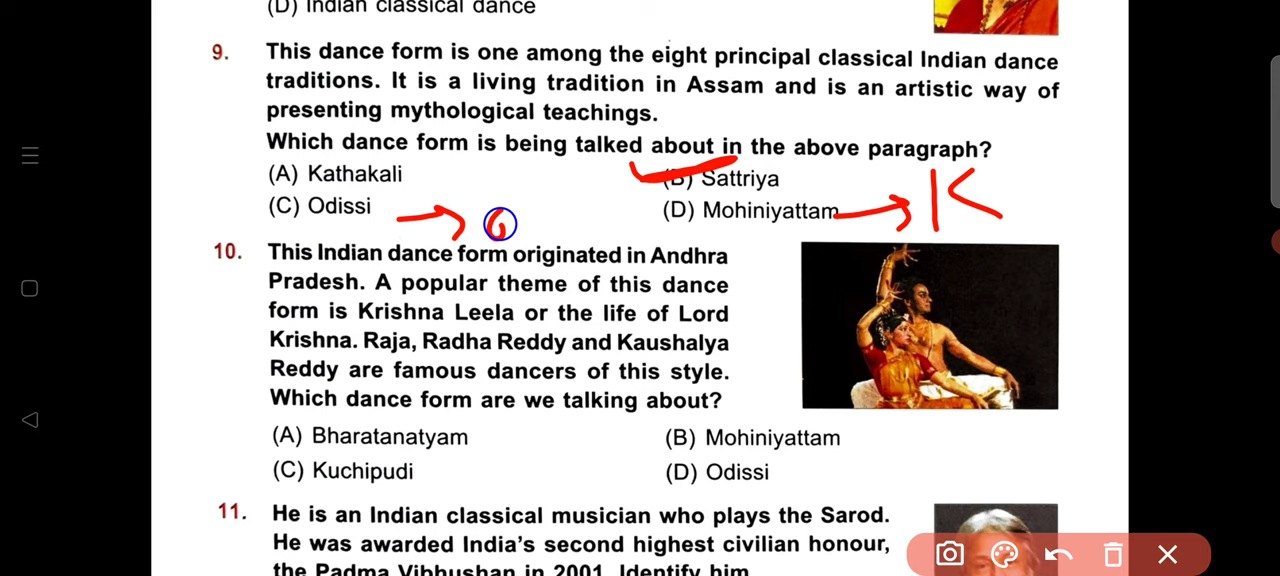 (D) Indian classical dance
9. This dance form is one among the eight principal classical Indian dance
traditions. It is a living tradition in Assam and is an artistic way of
presenting mythological teachings.
Which dance form is being talked about in the above paragraph?
(A) Kathakali (B) Sattriya
(C) Odissi (D) Mohiniyattam K
10. This Indian dance form originated in Andhra
Pradesh. A popular theme of this dance
form is Krishna Leela or the life of Lord
Krishna. Raja, Radha Reddy and Kaushalya
Reddy are famous dancers of this style.
Which dance form are we talking about?
(A) Bharatanatyam (B) Mohiniyattam
(C) Kuchipudi (D) Odissi
11. He is an Indian classical musician who plays the Sarod.
He was awarded India's second highest civilian honour,
the Padma Vibhushan in 2001. Identify him